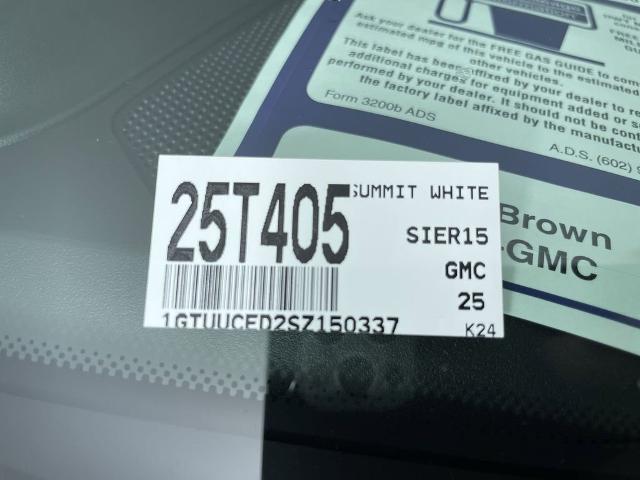 Ask your dealer for the FREE GAS GUIDE to com
estimated mpg of this vehicle to the estimated
other vehicles.
This label has been affixed by your dealer to re
additional charges for equipment added or s
performed by your dealer. It should not be con
the factory label affixed by the manufactu
Form 3200b ADS
A.D.S. (602) 9
Brown
-GMC
25T405
SUMMIT WHITE
SIER15
GMC
25
1GTUUCED2SZ150337
K24